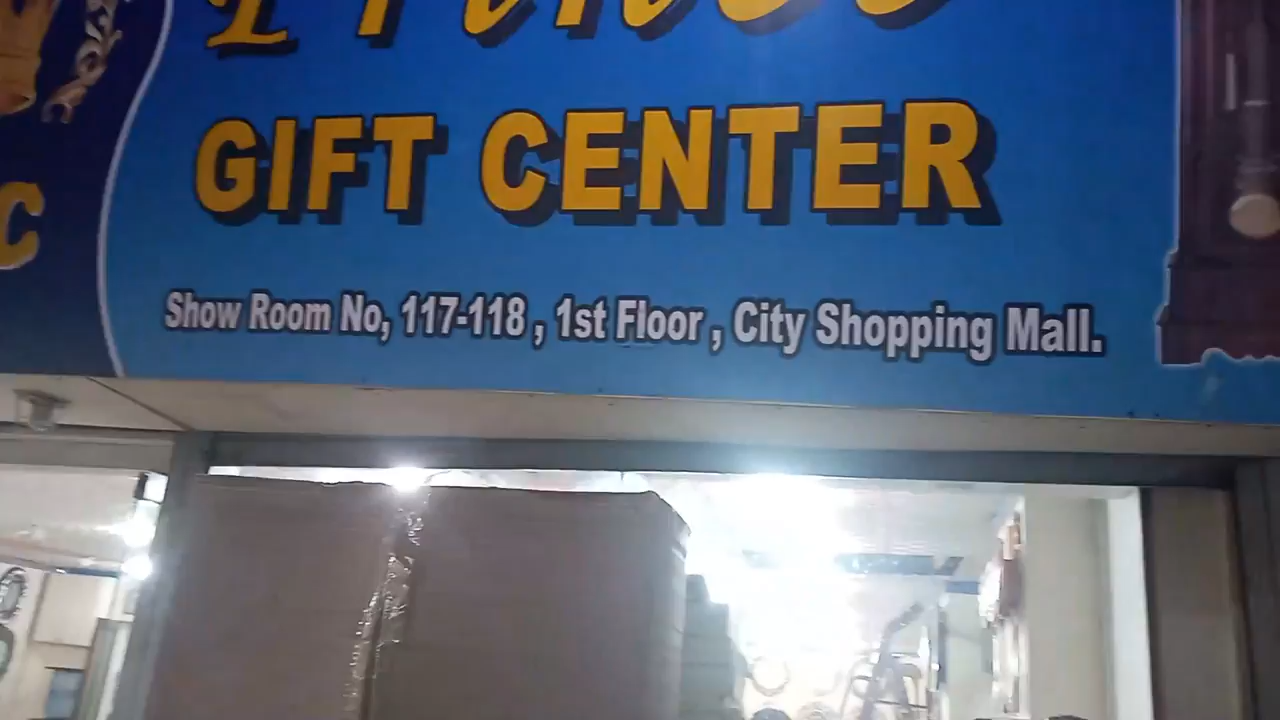 GIFT CENTER
C
Show Room No, 117-118 , 1st Floor , City Shopping Mall.